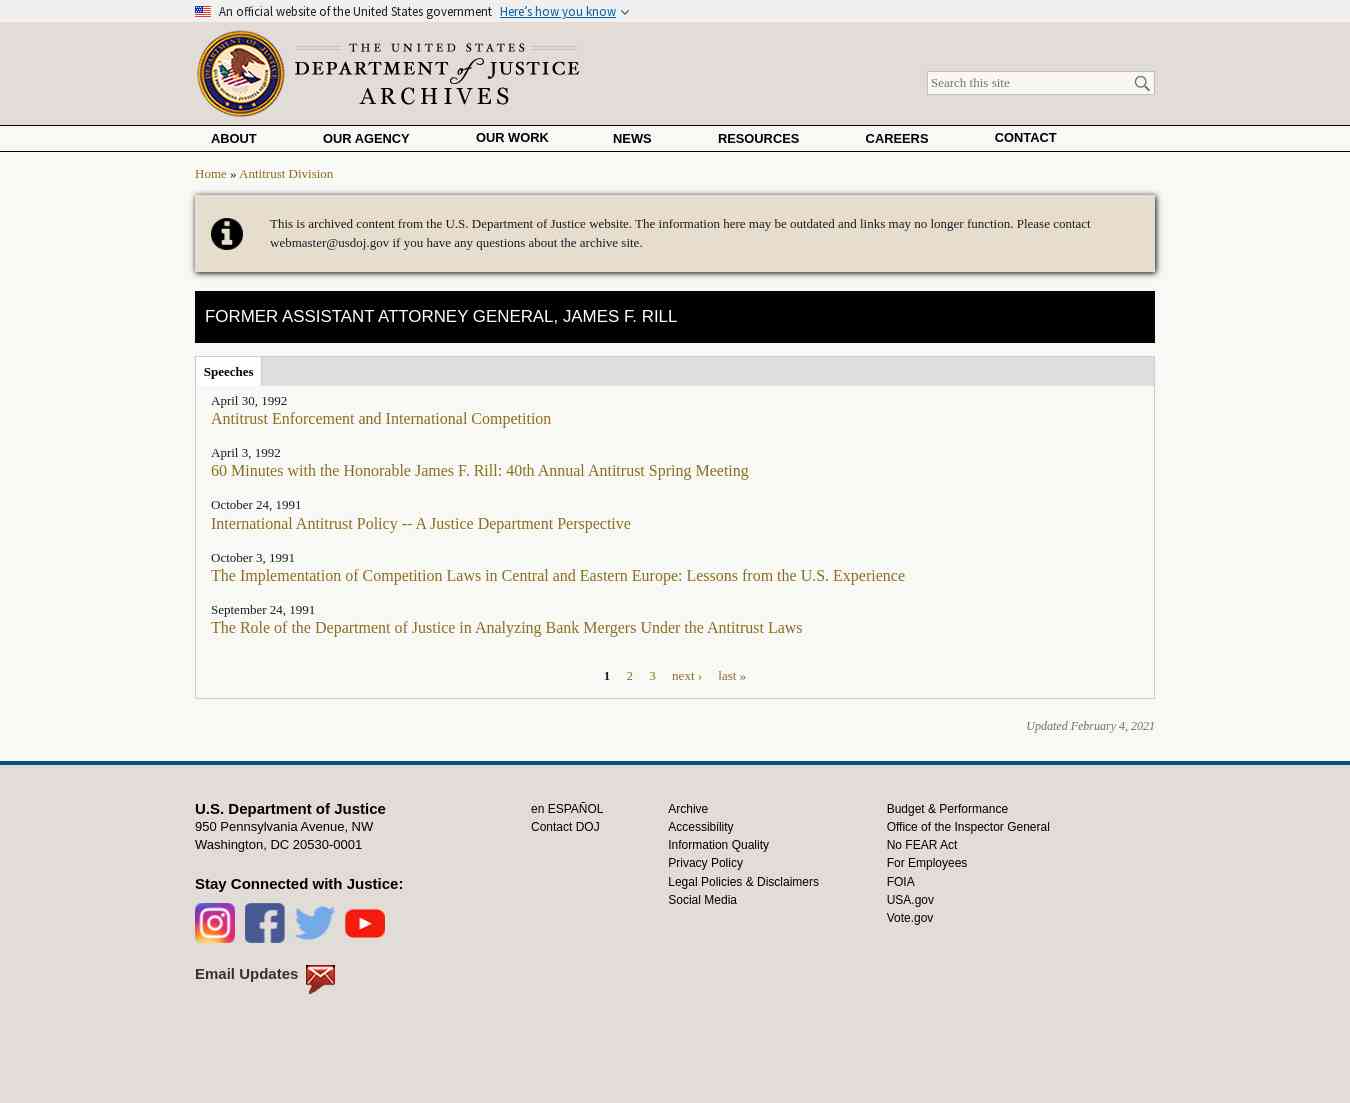 An official website of the United States government Here's how you know
THE UNITED STATES
DEPARTMENT of JUSTICE
ARCHIVES
Search this site
ABOUT OUR AGENCY OUR WORK NEWS RESOURCES CAREERS CONTACT
Home » Antitrust Division
This is archived content from the U.S. Department of Justice website. The information here may be outdated and links may no longer function. Please contact
webmaster@usdoj.gov if you have any questions about the archive site.
FORMER ASSISTANT ATTORNEY GENERAL, JAMES F. RILL
Speeches
April 30, 1992
Antitrust Enforcement and International Competition
April 3, 1992
60 Minutes with the Honorable James F. Rill: 40th Annual Antitrust Spring Meeting
October 24, 1991
International Antitrust Policy -- A Justice Department Perspective
October 3, 1991
The Implementation of Competition Laws in Central and Eastern Europe: Lessons from the U.S. Experience
September 24, 1991
The Role of the Department of Justice in Analyzing Bank Mergers Under the Antitrust Laws
1 2 3 next › last »
Updated February 4, 2021
U.S. Department of Justice
950 Pennsylvania Avenue, NW
Washington, DC 20530-0001
Stay Connected with Justice:
Email Updates
en ESPAÑOL
Contact DOJ
Archive
Accessibility
Information Quality
Privacy Policy
Legal Policies & Disclaimers
Social Media
Budget & Performance
Office of the Inspector General
No FEAR Act
For Employees
FOIA
USA.gov
Vote.gov